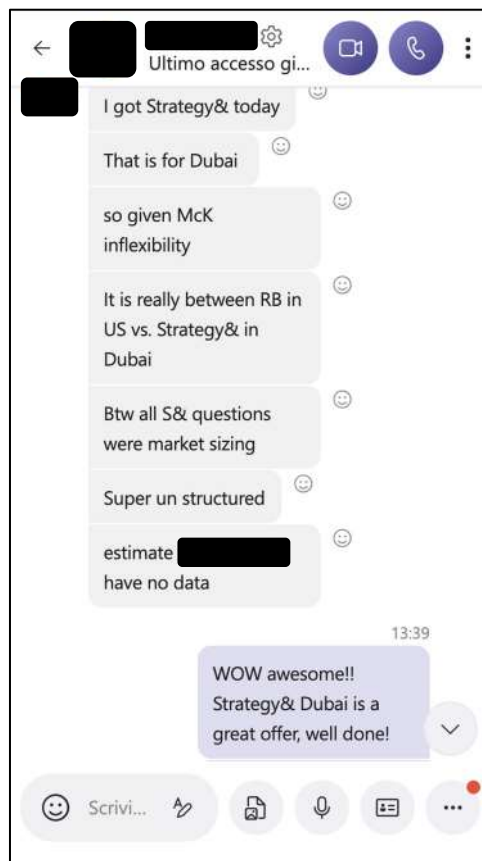 Ultimo accesso gi...
I got Strategy& today
That is for Dubai
so given McK
inflexibility
It is really between RB in
US vs. Strategy& in
Dubai
Btw all S& questions
were market sizing
Super un structured
estimate
have no data
13:39
WOW awesome!!
Strategy& Dubai is a
great offer, well done!
Scrivi...